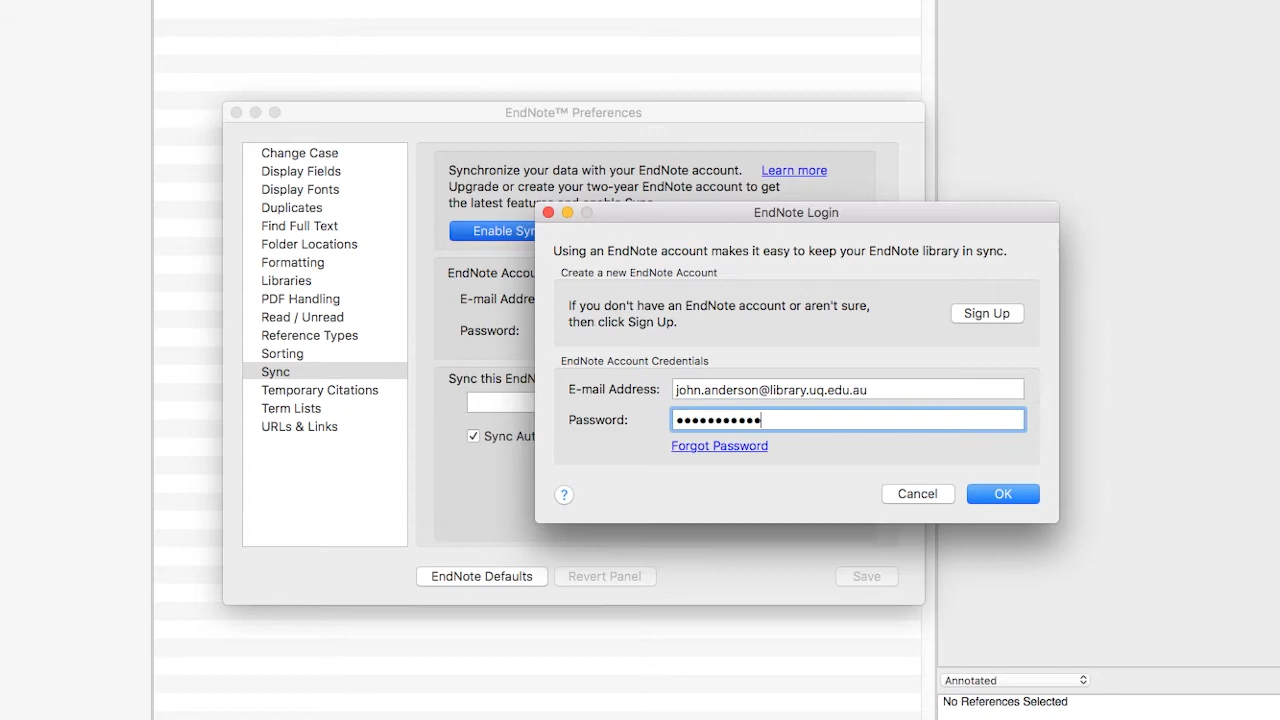 EndNote™ Preferences
Change Case
Display Fields
Display Fonts
Duplicates
Find Full Text
Folder Locations
Formatting
Libraries
PDF Handling
Read / Unread
Reference Types
Sorting
Sync
Temporary Citations
Term Lists
URLs & Links
Synchronize your data with your EndNote account. Learn more
Upgrade or create your two-year EndNote account to get
the latest features and enable Sync.
Enable Syn
EndNote Accou
E-mail Addre
Password:
Sync this EndN
Sync Aut
EndNote Defaults
Revert Panel
Save
EndNote Login
Using an EndNote account makes it easy to keep your EndNote library in sync.
Create a new EndNote Account
If you don't have an EndNote account or aren't sure,
then click Sign Up.
Sign Up
EndNote Account Credentials
E-mail Address: john.anderson@library.uq.edu.au
Password: •••••••••••
Forgot Password
?
Cancel
OK
Annotated
No References Selected